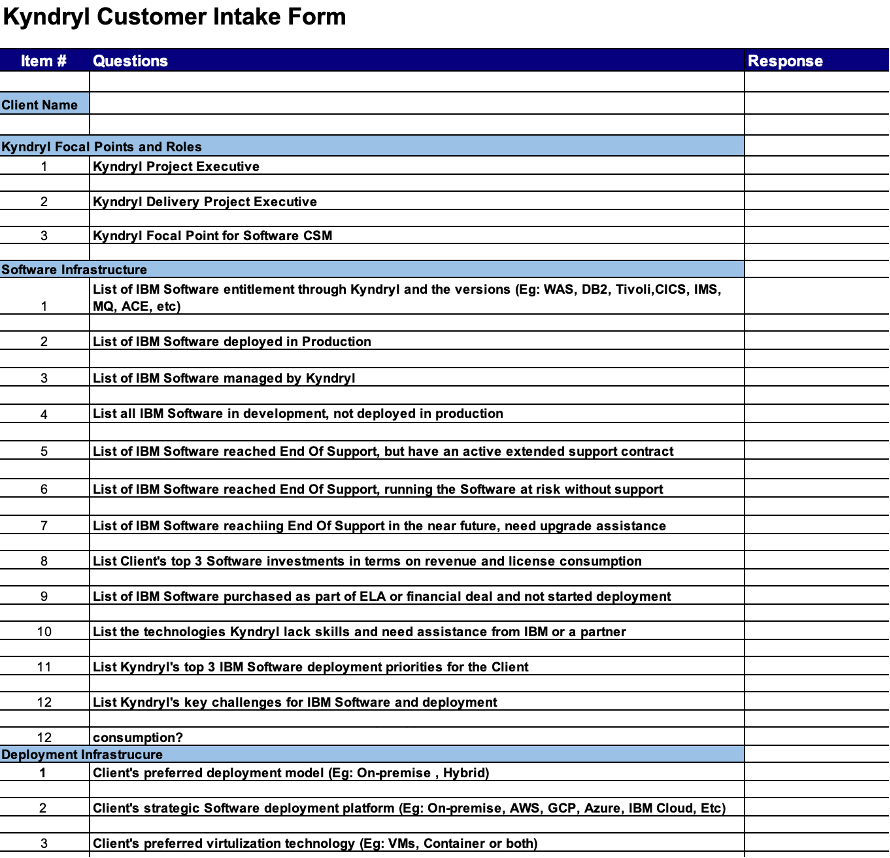 Kyndryl Customer Intake Form
Item # Questions Response
Client Name
Kyndryl Focal Points and Roles
1 Kyndryl Project Executive
2 Kyndryl Delivery Project Executive
3 Kyndryl Focal Point for Software CSM
Software Infrastructure
List of IBM Software entitlement through Kyndryl and the versions (Eg: WAS, DB2, Tivoli,CICS, IMS,
1 MQ, ACE, etc)
2 List of IBM Software deployed in Production
3 List of IBM Software managed by Kyndryl
4 List all IBM Software in development, not deployed in production
5 List of IBM Software reached End Of Support, but have an active extended support contract
6 List of IBM Software reached End Of Support, running the Software at risk without support
7 List of IBM Software reachiing End Of Support in the near future, need upgrade assistance
8 List Client's top 3 Software investments in terms on revenue and license consumption
9 List of IBM Software purchased as part of ELA or financial deal and not started deployment
10 List the technologies Kyndryl lack skills and need assistance from IBM or a partner
11 List Kyndryl's top 3 IBM Software deployment priorities for the Client
12 List Kyndryl's key challenges for IBM Software and deployment
12 consumption?
Deployment Infrastrucure
1 Client's preferred deployment model (Eg: On-premise , Hybrid)
2 Client's strategic Software deployment platform (Eg: On-premise, AWS, GCP, Azure, IBM Cloud, Etc)
3 Client's preferred virtulization technology (Eg: VMs, Container or both)